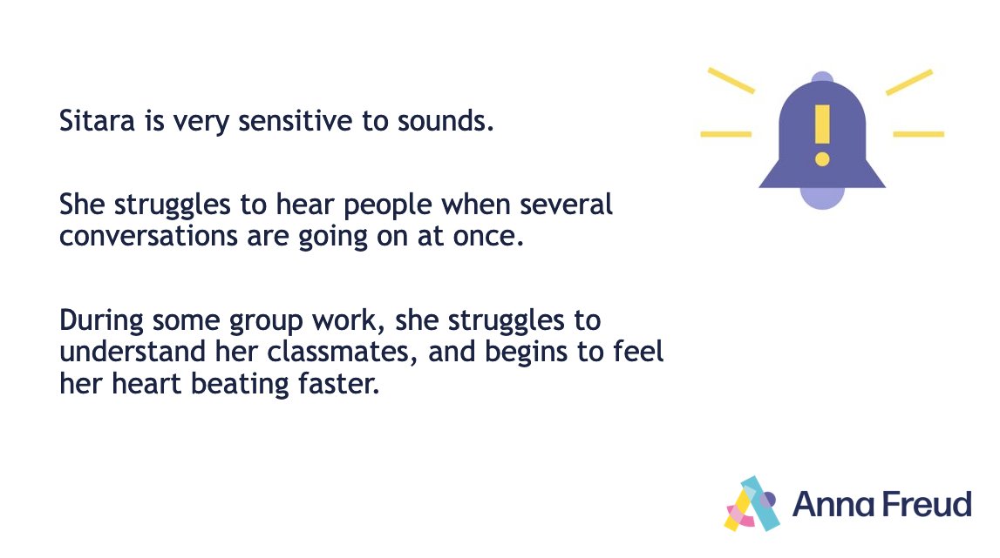 Sitara is very sensitive to sounds.
She struggles to hear people when several
conversations are going on at once.
During some group work, she struggles to
understand her classmates, and begins to feel
her heart beating faster.
Anna Freud